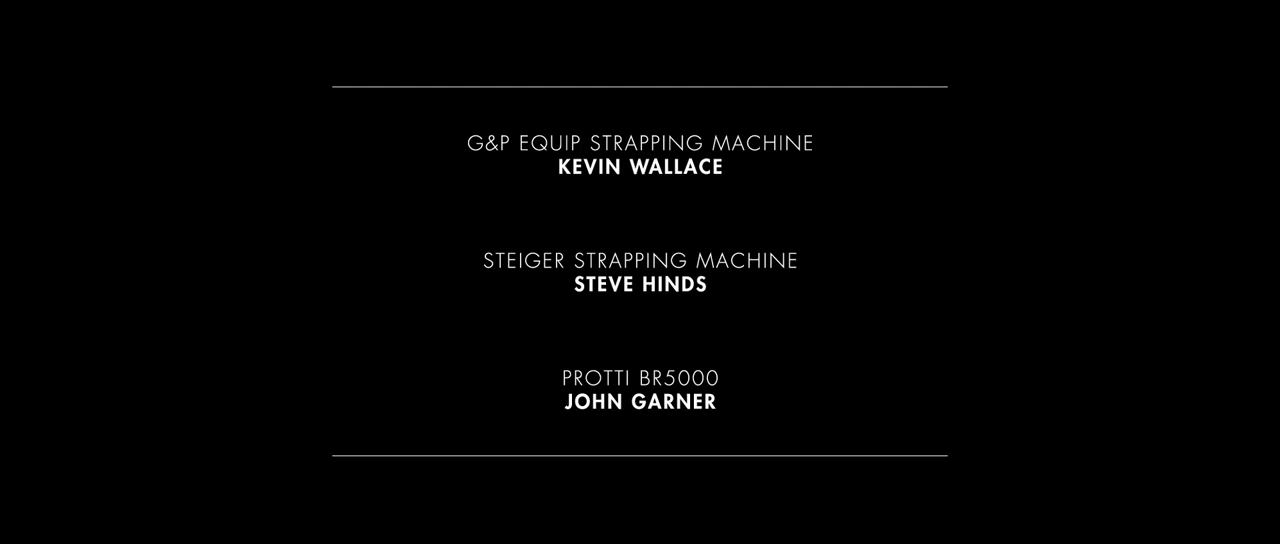 G&P EQUIP STRAPPING MACHINE
KEVIN WALLACE
STEIGER STRAPPING MACHINE
STEVE HINDS
PROTTI BR5000
JOHN GARNER